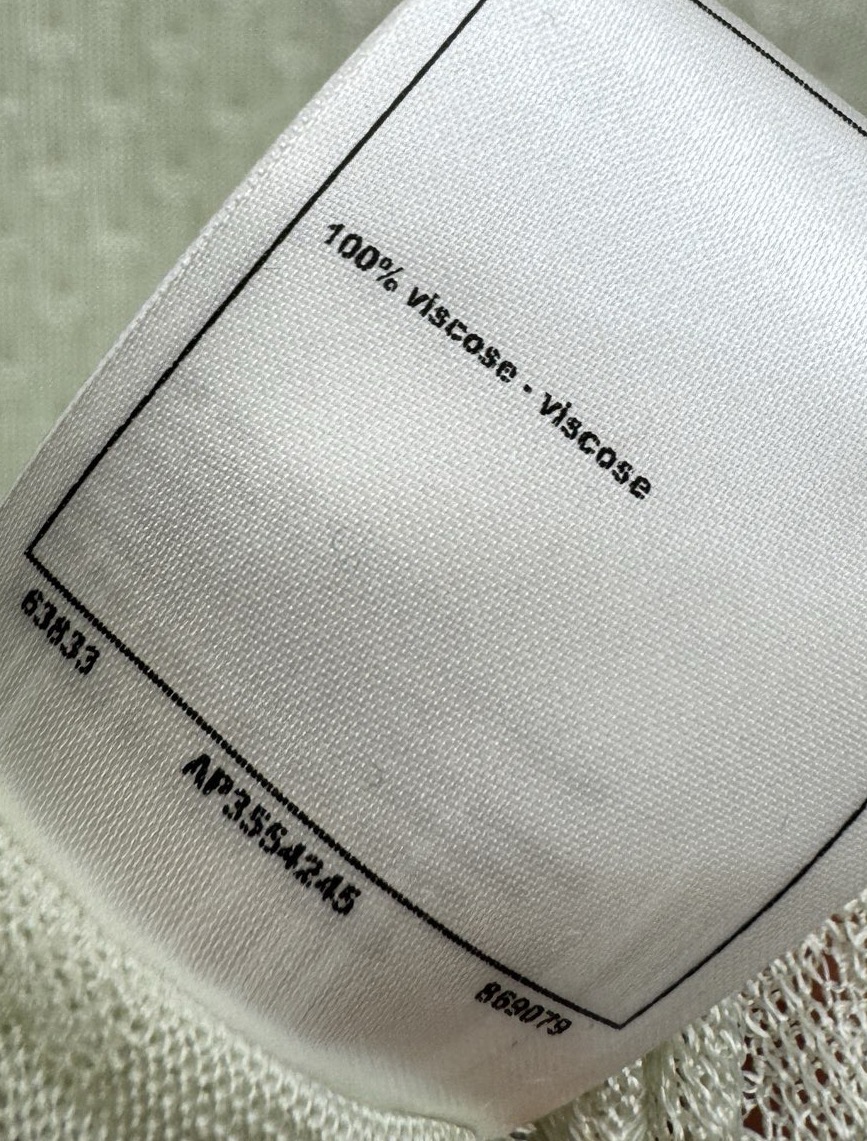 100% viscose - viscose
63833
AP3554245
869079